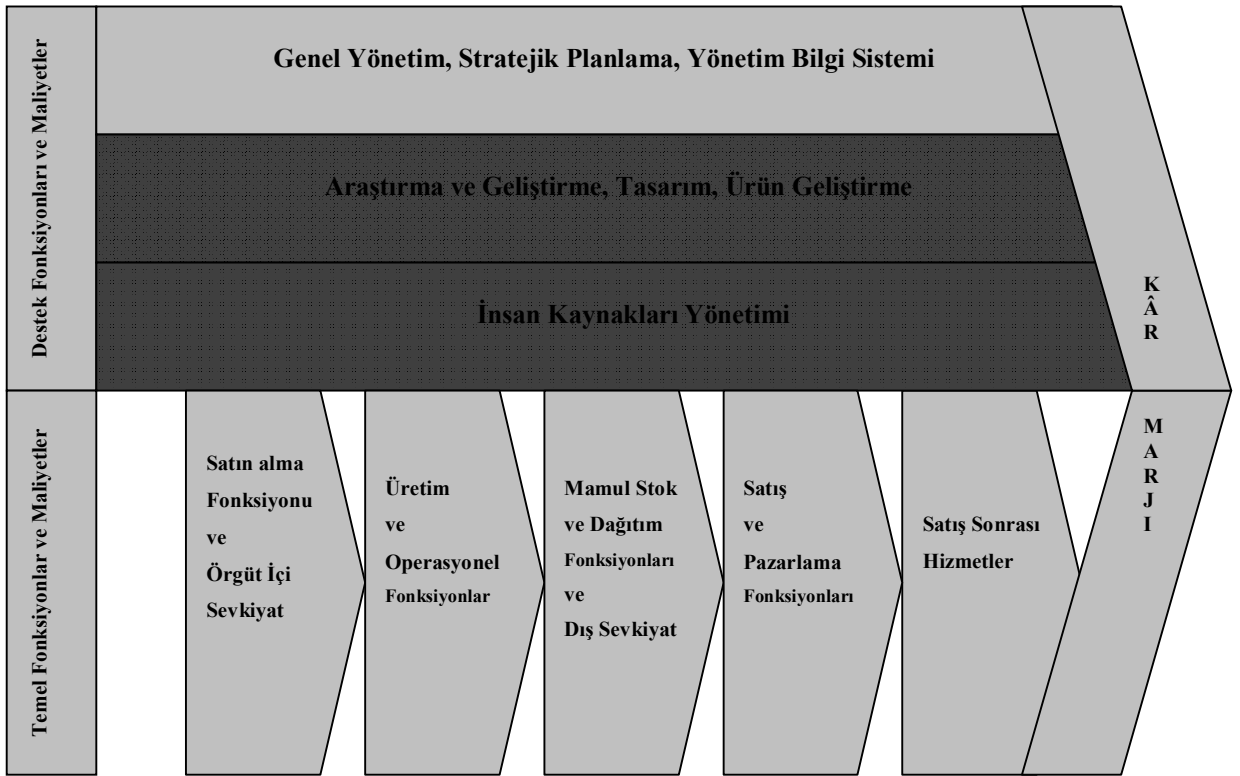 Destek Fonksiyonları ve Maliyetler
Genel Yönetim, Stratejik Planlama, Yönetim Bilgi Sistemi
Araştırma ve Geliştirme, Tasarım, Ürün Geliştirme
İnsan Kaynakları Yönetimi
K
Â
R
Temel Fonksiyonlar ve Maliyetler
Satın alma
Fonksiyonu
ve
Örgüt İçi
Sevkiyat
Üretim
ve
Operasyonel
Fonksiyonlar
Mamul Stok
ve Dağıtım
Fonksiyonları
ve
Dış Sevkiyat
Satış
ve
Pazarlama
Fonksiyonları
Satış Sonrası
Hizmetler
M
A
R
J
I